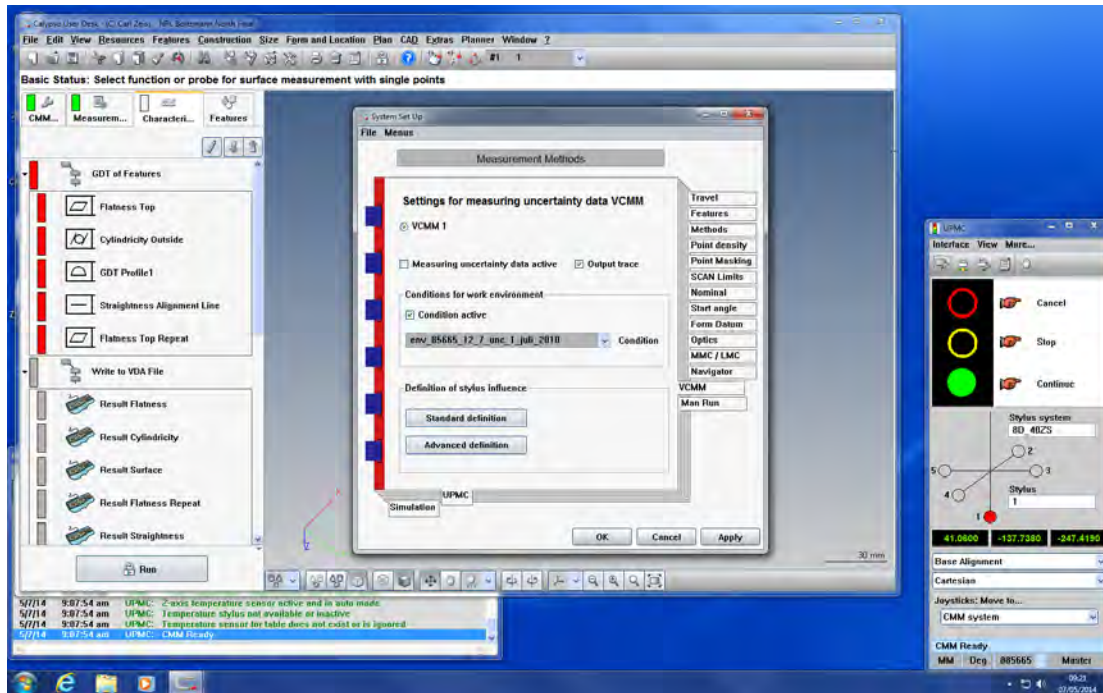 Calypso User Desk - (C) Carl Zeiss - NPL
File Edit View Resources Features Construction Size Form and Location Plan CAD Extras Planner Window ?
#1 1
Basic Status: Select function or probe for surface measurement with single points
CMM... Measurem... Characteri... Features
GDT of Features
Flatness Top
Cylindricity Outside
GDT Profile1
Straightness Alignment Line
Flatness Top Repeat
Write to VDA File
Result Flatness
Result Cylindricity
Result Surface
Result Flatness Repeat
Result Straightness
Run
System Set Up
File Menus
Measurement Methods
Settings for measuring uncertainty data VCMM
VCMM 1
Measuring uncertainty data active Output trace
Conditions for work environment
Condition active
env_85665_12_7_unc_1_juli_2010 Condition
Definition of stylus influence
Standard definition
Advanced definition
Travel
Features
Methods
Point density
Point Masking
SCAN Limits
Nominal
Start angle
Form Datum
Optics
MMC / LMC
Navigator
VCMM
Man Run
UPMC
Simulation
OK Cancel Apply
30 mm
5/7/14 9:07:54 am UPMC: Z-axis temperature sensor active and in auto mode
5/7/14 9:07:54 am UPMC: Temperature stylus not available or inactive
5/7/14 9:07:54 am UPMC: Temperature sensor for table does not exist or is ignored
5/7/14 9:07:54 am UPMC: CMM Ready
UPMC
Interface View More...
Cancel
Stop
Continue
Stylus system
8D_4BZS
2
5 3
4
Stylus
1
1
41.0600 -137.7380 -247.4190
Base Alignment
Cartesian
Joysticks: Move to...
CMM system
CMM Ready
MM Deg 085665 Master
09:21
07/05/2014